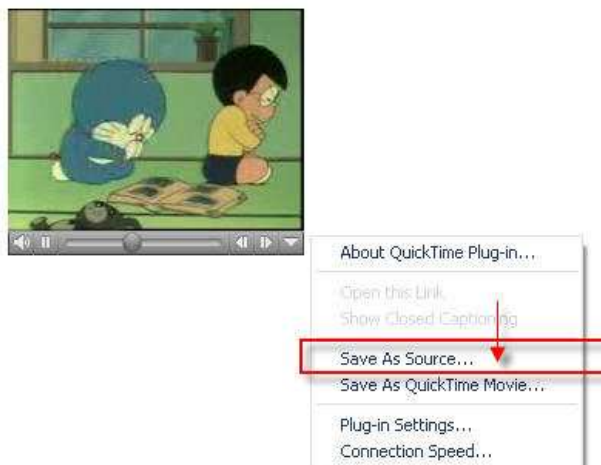 About QuickTime Plug-in...
Open this Link
Show Closed Captioning
Save As Source...
Save As QuickTime Movie...
Plug-in Settings...
Connection Speed...